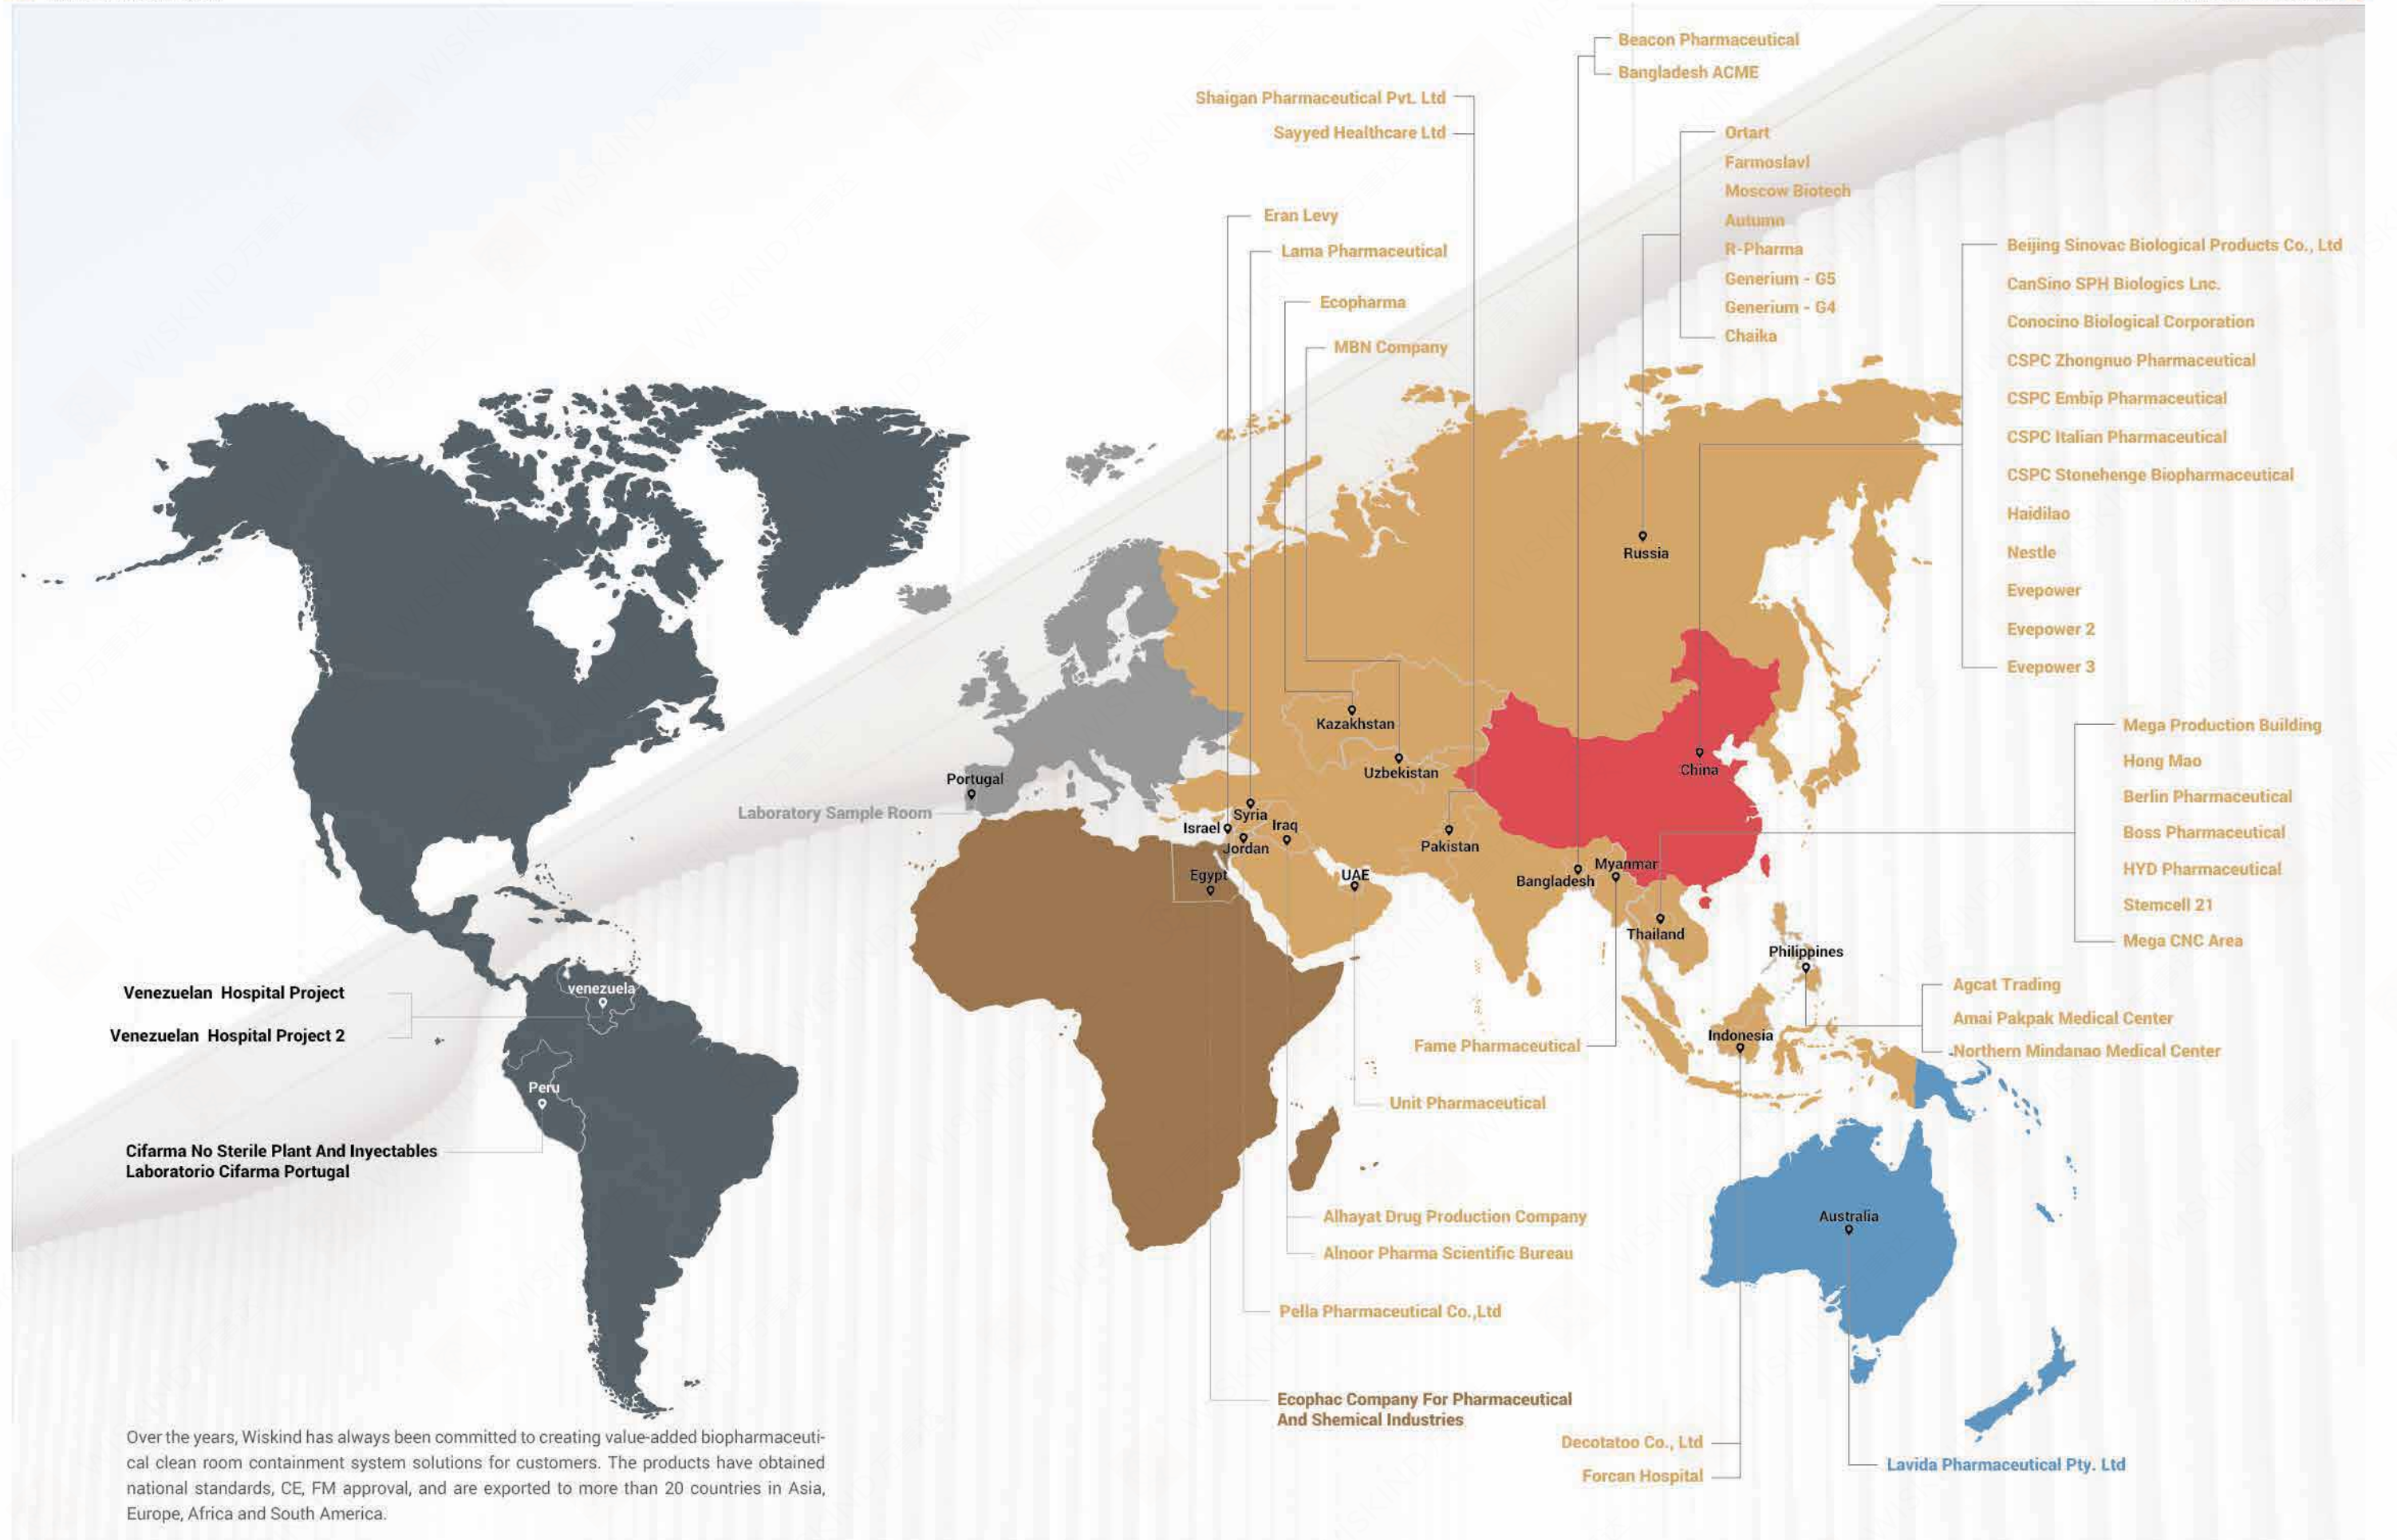 Beacon Pharmaceutical
Bangladesh ACME
Shaigan Pharmaceutical Pvt. Ltd
Sayyed Healthcare Ltd
Ortart
Farmoslavl
Moscow Biotech
Autumn
R-Pharma
Generium - G5
Generium - G4
Chaika
Eran Levy
Lama Pharmaceutical
Ecopharma
MBN Company
Beijing Sinovac Biological Products Co., Ltd
CanSino SPH Biologics Lnc.
Conocino Biological Corporation
CSPC Zhongnuo Pharmaceutical
CSPC Embip Pharmaceutical
CSPC Italian Pharmaceutical
CSPC Stonehenge Biopharmaceutical
Haidilao
Nestle
Evepower
Evepower 2
Evepower 3
Russia
Kazakhstan
Uzbekistan
China
Portugal
Laboratory Sample Room
Syria
Israel
Iraq
Jordan
Pakistan
Egypt
UAE
Bangladesh
Myanmar
Thailand
Philippines
Indonesia
Mega Production Building
Hong Mao
Berlin Pharmaceutical
Boss Pharmaceutical
HYD Pharmaceutical
Stemcell 21
Mega CNC Area
Agcat Trading
Amai Pakpak Medical Center
Northern Mindanao Medical Center
venezuela
Venezuelan Hospital Project
Venezuelan Hospital Project 2
Peru
Cifarma No Sterile Plant And Inyectables
Laboratorio Cifarma Portugal
Fame Pharmaceutical
Unit Pharmaceutical
Alhayat Drug Production Company
Alnoor Pharma Scientific Bureau
Pella Pharmaceutical Co.,Ltd
Ecophac Company For Pharmaceutical
And Shemical Industries
Australia
Decotatoo Co., Ltd
Forcan Hospital
Lavida Pharmaceutical Pty. Ltd
Over the years, Wiskind has always been committed to creating value-added biopharmaceuti-
cal clean room containment system solutions for customers. The products have obtained
national standards, CE, FM approval, and are exported to more than 20 countries in Asia,
Europe, Africa and South America.